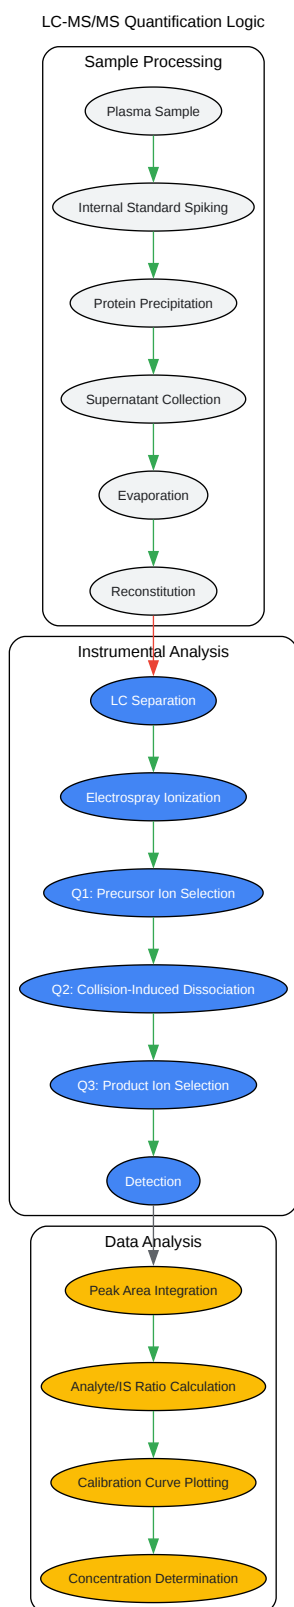 LC-MS/MS Quantification Logic
Sample Processing
Plasma Sample
Internal Standard Spiking
Protein Precipitation
Supernatant Collection
Evaporation
Reconstitution
Instrumental Analysis
LC Separation
Electrospray Ionization
Q1: Precursor Ion Selection
Q2: Collision-Induced Dissociation
Q3: Product Ion Selection
Detection
Data Analysis
Peak Area Integration
Analyte/IS Ratio Calculation
Calibration Curve Plotting
Concentration Determination